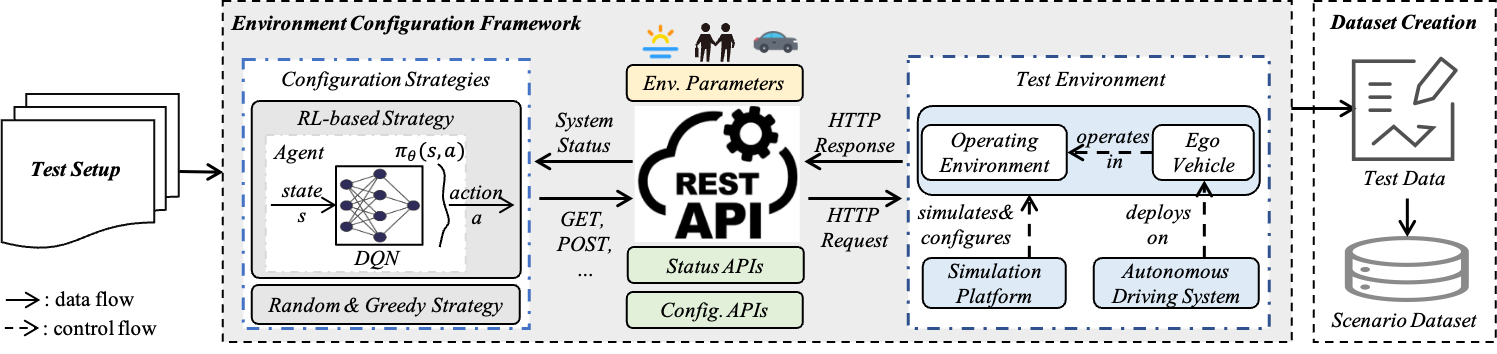 Environment Configuration Framework
Dataset Creation
Test Setup
Configuration Strategies
RL-based Strategy
Agent
πθ(s,a)
state
s
action
a
DQN
Random & Greedy Strategy
System
Status
GET,
POST,
...
Env. Parameters
REST
API
Status APIs
Config. APIs
HTTP
Response
HTTP
Request
Test Environment
Operating
Environment
operates
in
Ego
Vehicle
simulates&
configures
deploys
on
Simulation
Platform
Autonomous
Driving System
Test Data
Scenario Dataset
: data flow
: control flow